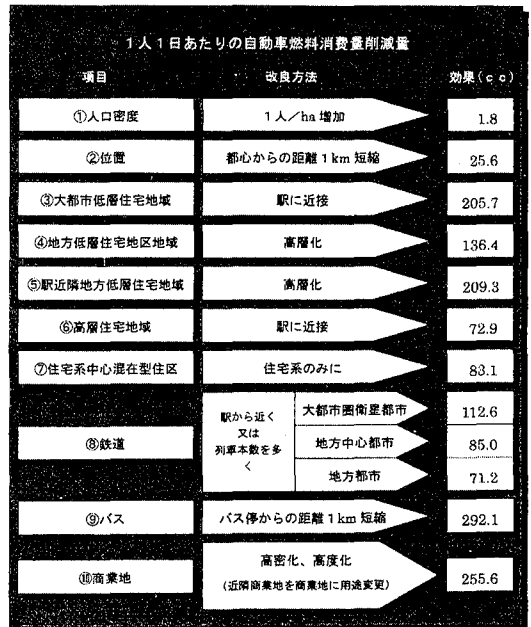 1人1日あたりの自動車燃料消費量削減量
項目 改良方法 効果(cc)
①人口密度 1人/ha 増加 1.8
②位置 都心からの距離1km 短縮 25.6
③大都市低層住宅地域 駅に近接 205.7
④地方低層住宅地区地域 高層化 136.4
⑤駅近隣地方低層住宅地域 高層化 209.3
⑥高層住宅地域 駅に近接 72.9
⑦住宅系中心混在型住区 住宅系のみに 83.1
⑧鉄道
駅から近く
又は
列車本数を多
く
大都市圏衛星都市 112.6
地方中心都市 85.0
地方都市 71.2
⑨バス バス停からの距離1km 短縮 292.1
⑩商業地
高密化、高度化
(近隣商業地を商業地に用途変更)
255.6